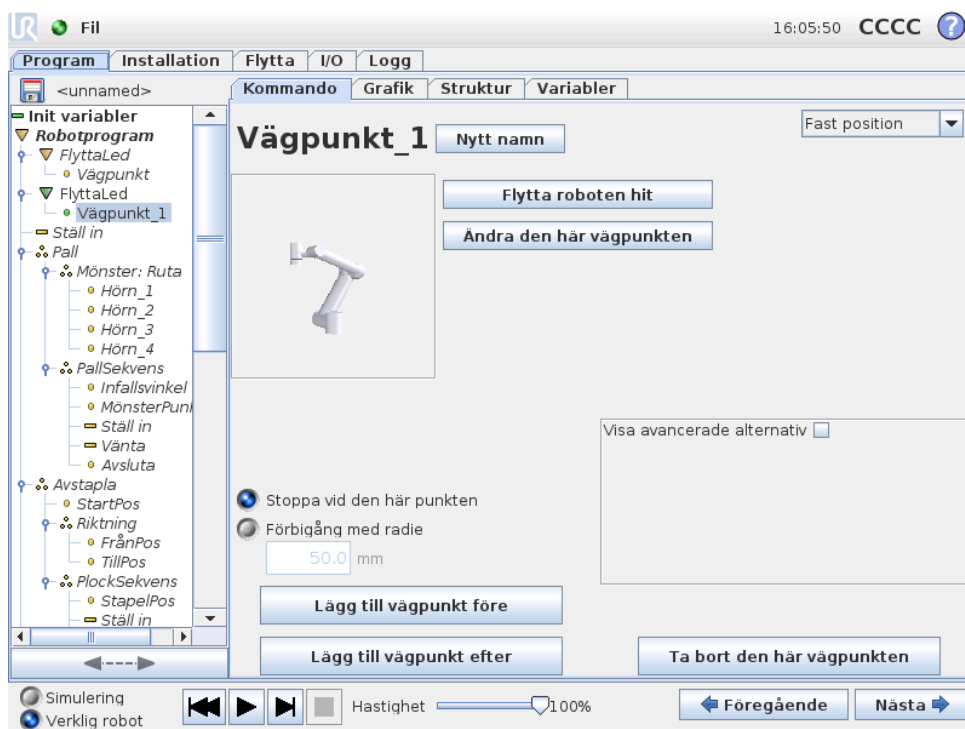 UR Fil 16:05:50 CCCC ?
Program Installation Flytta I/O Logg
<unnamed>
Kommando Grafik Struktur Variabler
Init variabler
Robotprogram
FlyttaLed
Vägpunkt
FlyttaLed
Vägpunkt_1
Ställ in
Pall
Mönster: Ruta
Hörn_1
Hörn_2
Hörn_3
Hörn_4
PallSekvens
Infallsvinkel
MönsterPun
Ställ in
Vänta
Avsluta
Avstapla
StartPos
Riktning
FrånPos
TillPos
PlockSekvens
StapelPos
Ställ in
Vägpunkt_1 Nytt namn
Fast position
Flytta roboten hit
Ändra den här vägpunkten
Visa avancerade alternativ
Stoppa vid den här punkten
Förbigång med radie
50.0 mm
Lägg till vägpunkt före
Lägg till vägpunkt efter
Ta bort den här vägpunkten
Simulering
Verklig robot
Hastighet 100%
Föregående
Nästa